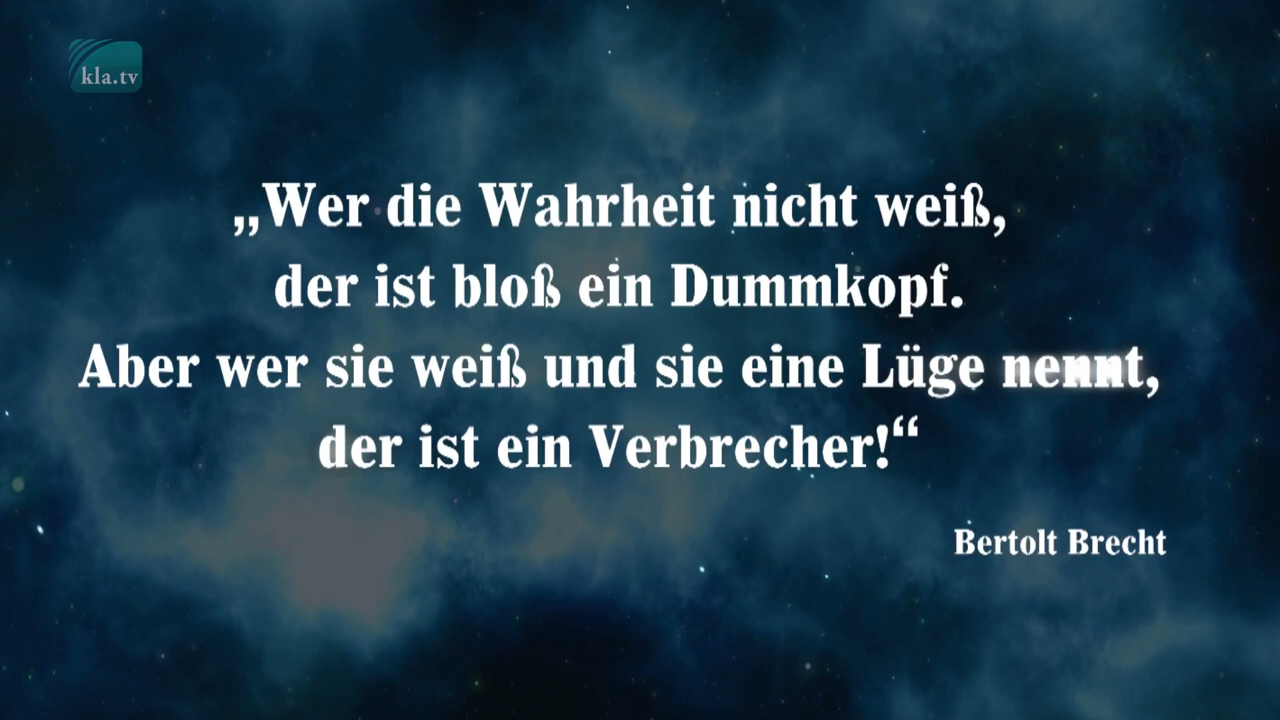 kla.tv
„Wer die Wahrheit nicht weiß,
der ist bloß ein Dummkopf.
Aber wer sie weiß und sie eine Lüge nennt,
der ist ein Verbrecher!“
Bertolt Brecht